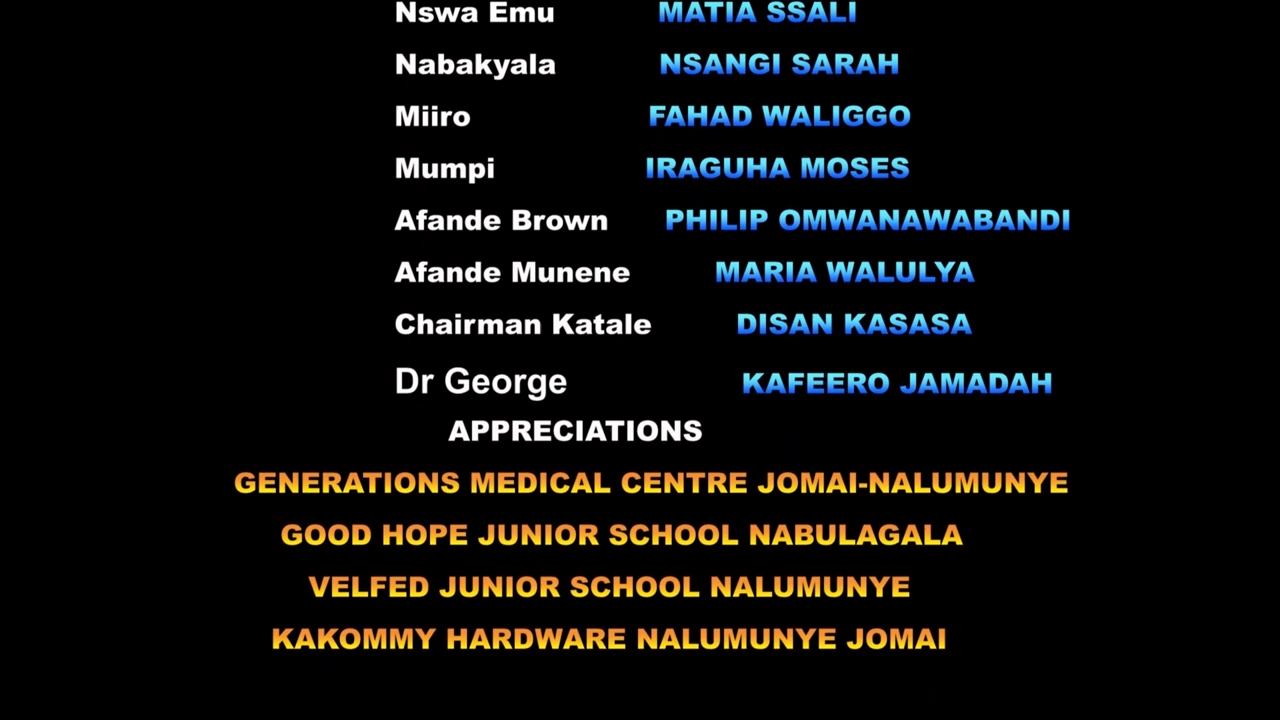 Nswa Emu MATIA SSALI
Nabakyala NSANGI SARAH
Miiro FAHAD WALIGGO
Mumpi IRAGUHA MOSES
Afande Brown PHILIP OMWANAWABANDI
Afande Munene MARIA WALULYA
Chairman Katale DISAN KASASA
Dr George KAFEERO JAMADAH
APPRECIATIONS
GENERATIONS MEDICAL CENTRE JOMAI-NALUMUNYE
GOOD HOPE JUNIOR SCHOOL NABULAGALA
VELFED JUNIOR SCHOOL NALUMUNYE
KAKOMMY HARDWARE NALUMUNYE JOMAI